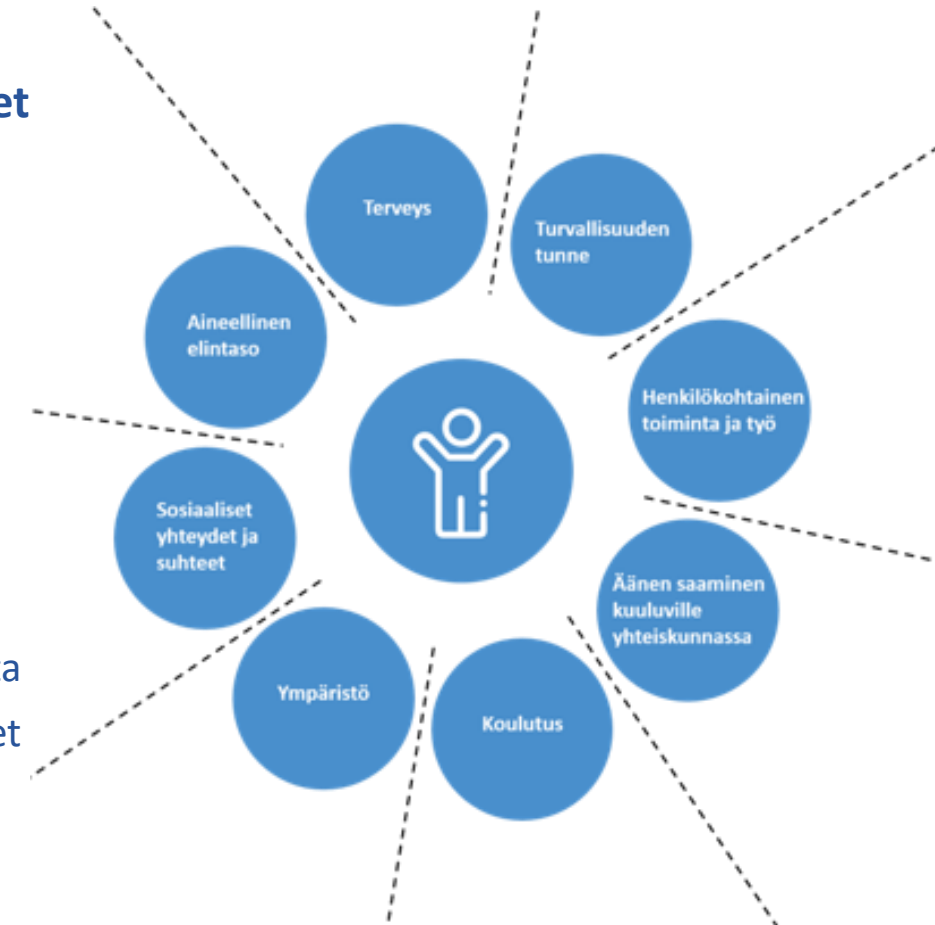 et
Terveys
Turvallisuuden
tunne
Aineellinen
elintaso
Henkilökohtainen
toiminta ja työ
Sosiaaliset
yhteydet ja
suhteet
Äänen saaminen
kuuluville
yhteiskunnassa
ta
et
Ympäristö
Koulutus